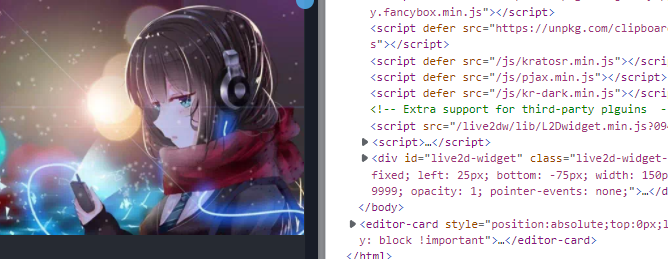 y.fancybox.min.js"></script>
<script defer src="https://unpkg.com/clipboar
s"></script>
<script defer src="/js/kratosr.min.js"></scri
<script defer src="/js/pjax.min.js"></script>
<script defer src="/js/kr-dark.min.js"></scri
<!-- Extra support for third-party plguins -
<script src="/live2dw/lib/L2Dwidget.min.js?09
<script>…</script>
<div id="live2d-widget" class="live2d-widget-
fixed; left: 25px; bottom: -75px; width: 150p
9999; opacity: 1; pointer-events: none;">…</d
</body>
<editor-card style="position:absolute;top:0px;l
y: block !important">…</editor-card>
</html>